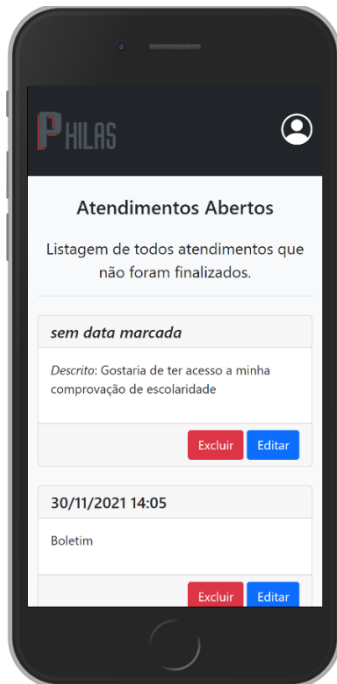 PHILAS
Atendimentos Abertos
Listagem de todos atendimentos que
não foram finalizados.
sem data marcada
Descrito: Gostaria de ter acesso a minha
comprovação de escolaridade
Excluir Editar
30/11/2021 14:05
Boletim
Excluir Editar